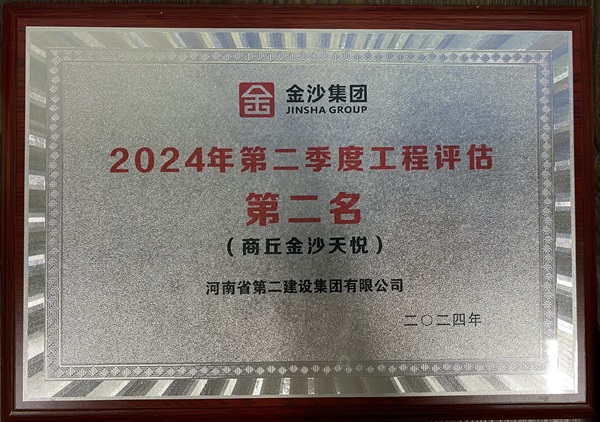 金沙集团
JINSHA GROUP
2024年第二季度工程评估
第二名
（商丘金沙天悦）
河南省第二建设集团有限公司
二〇二四年